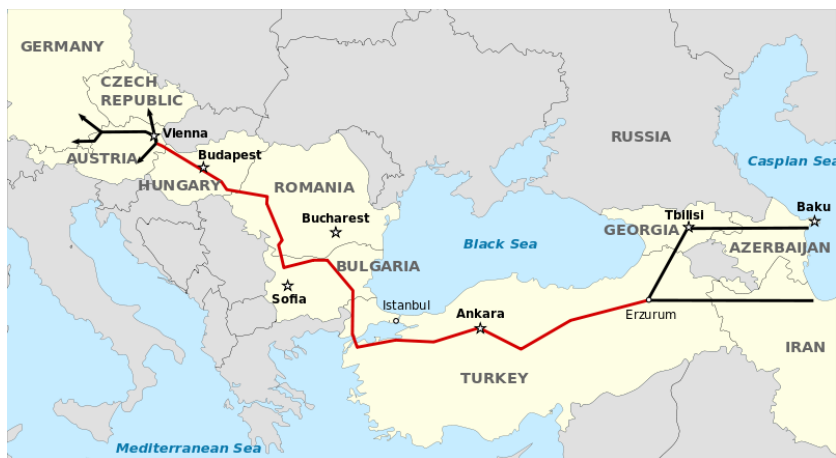 GERMANY
CZECH
REPUBLIC
Vienna
AUSTRIA
Budapest
HUNGARY
ROMANIA
Bucharest
BULGARIA
Sofia
Istanbul
Ankara
TURKEY
Erzurum
Black Sea
RUSSIA
Caspian Sea
Tbilisi
GEORGIA
Baku
AZERBAIJAN
IRAN
Mediterranean Sea